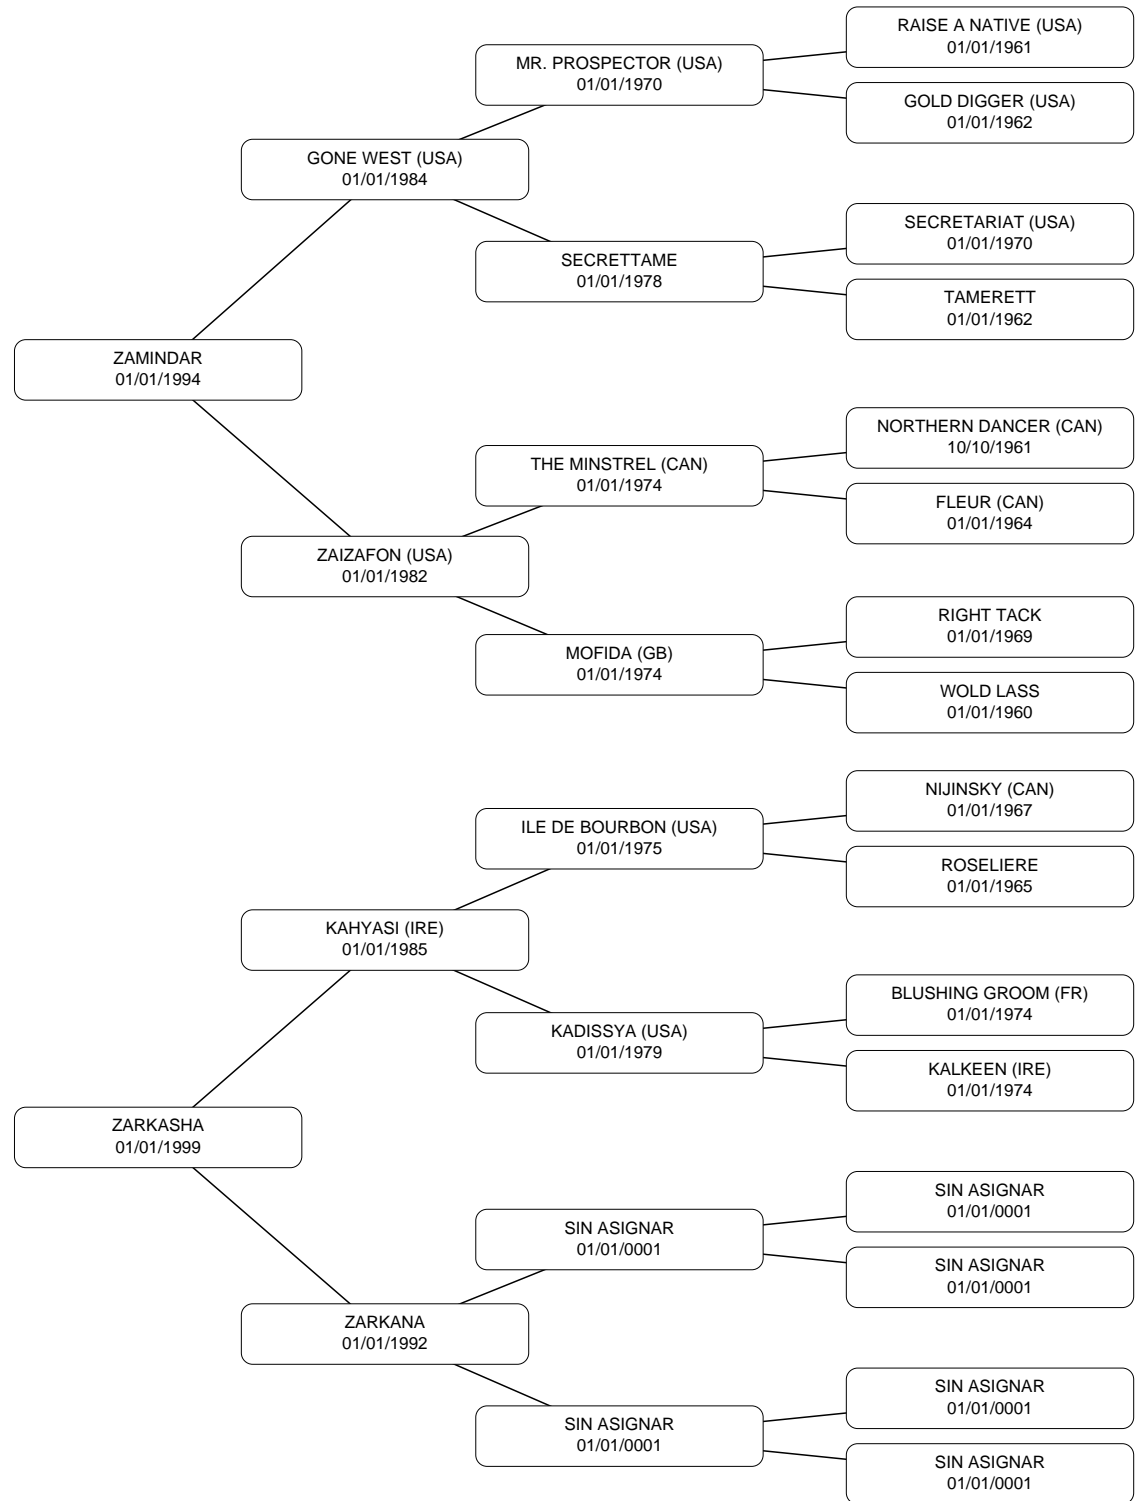 RAISE A NATIVE (USA)
01/01/1961
MR. PROSPECTOR (USA)
01/01/1970
GOLD DIGGER (USA)
01/01/1962
GONE WEST (USA)
01/01/1984
SECRETARIAT (USA)
01/01/1970
SECRETTAME
01/01/1978
TAMERETT
01/01/1962
ZAMINDAR
01/01/1994
NORTHERN DANCER (CAN)
10/10/1961
THE MINSTREL (CAN)
01/01/1974
FLEUR (CAN)
01/01/1964
ZAIZAFON (USA)
01/01/1982
RIGHT TACK
01/01/1969
MOFIDA (GB)
01/01/1974
WOLD LASS
01/01/1960
NIJINSKY (CAN)
01/01/1967
ILE DE BOURBON (USA)
01/01/1975
ROSELIERE
01/01/1965
KAHYASI (IRE)
01/01/1985
BLUSHING GROOM (FR)
01/01/1974
KADISSYA (USA)
01/01/1979
KALKEEN (IRE)
01/01/1974
ZARKASHA
01/01/1999
SIN ASIGNAR
01/01/0001
SIN ASIGNAR
01/01/0001
SIN ASIGNAR
01/01/0001
ZARKANA
01/01/1992
SIN ASIGNAR
01/01/0001
SIN ASIGNAR
01/01/0001
SIN ASIGNAR
01/01/0001